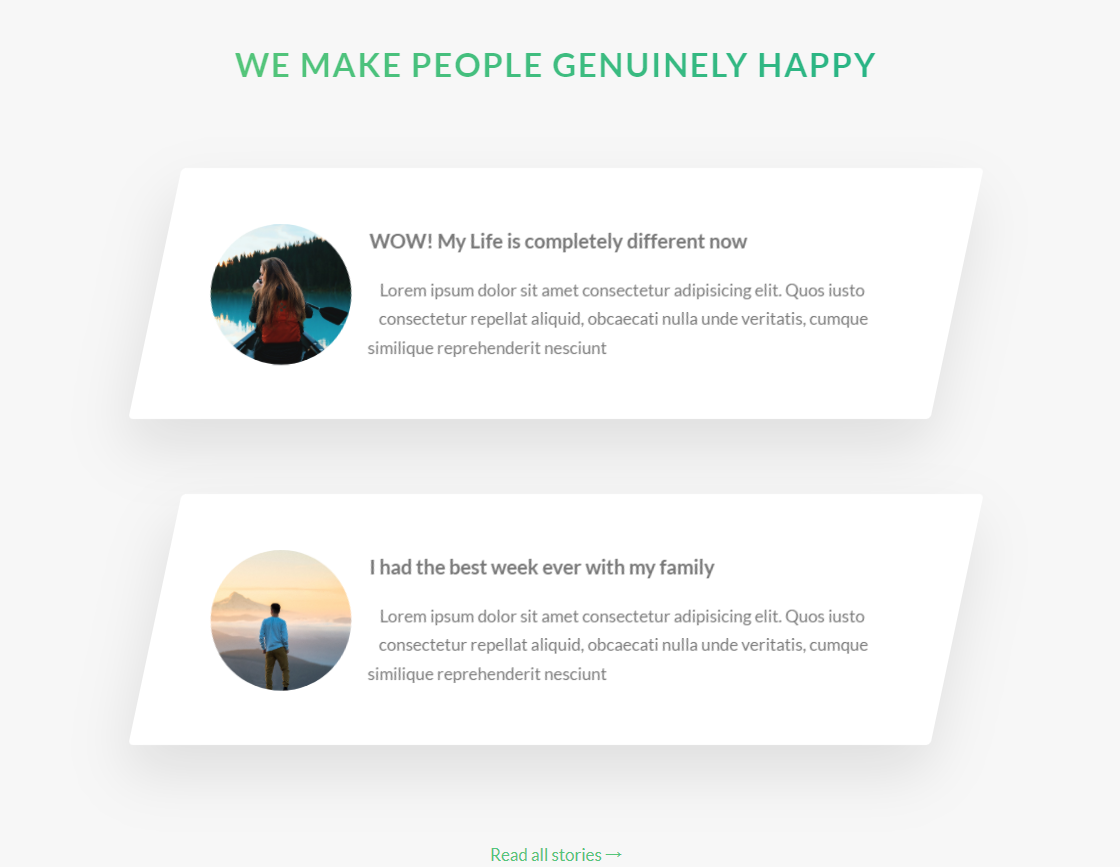 WE MAKE PEOPLE GENUINELY HAPPY
WOW! My Life is completely different now
Lorem ipsum dolor sit amet consectetur adipisicing elit. Quos iusto
consectetur repellat aliquid, obcaecati nulla unde veritatis, cumque
similique reprehenderit nesciunt
I had the best week ever with my family
Lorem ipsum dolor sit amet consectetur adipisicing elit. Quos iusto
consectetur repellat aliquid, obcaecati nulla unde veritatis, cumque
similique reprehenderit nesciunt
Read all stories →